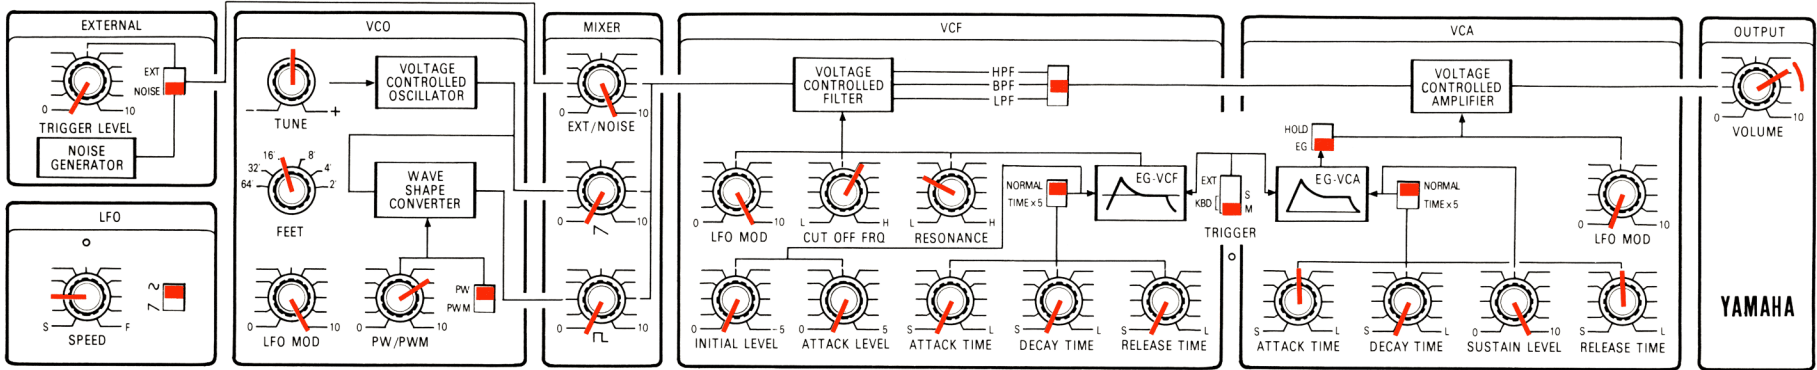 EXTERNAL
EXT
NOISE
0 10
TRIGGER LEVEL
NOISE
GENERATOR
LFO
S F
SPEED
VCO
- +
TUNE
VOLTAGE
CONTROLLED
OSCILLATOR
64' 32' 16' 8' 4' 2'
FEET
WAVE
SHAPE
CONVERTER
0 10
LFO MOD
0 10
PW/PWM
PW
PWM
MIXER
0 10
EXT/NOISE
0 10
0 10
VCF
VOLTAGE
CONTROLLED
FILTER
HPF
BPF
LPF
0 10
LFO MOD
L H
CUT OFF FRQ
L H
RESONANCE
NORMAL
TIME x 5
EG-VCF
0 -5
INITIAL LEVEL
0 5
ATTACK LEVEL
S L
ATTACK TIME
S L
DECAY TIME
S L
RELEASE TIME
EXT
KBD
S
M
TRIGGER
VCA
VOLTAGE
CONTROLLED
AMPLIFIER
HOLD
EG
EG-VCA
NORMAL
TIME x 5
0 10
LFO MOD
S L
ATTACK TIME
S L
DECAY TIME
0 10
SUSTAIN LEVEL
S L
RELEASE TIME
OUTPUT
0 10
VOLUME
YAMAHA